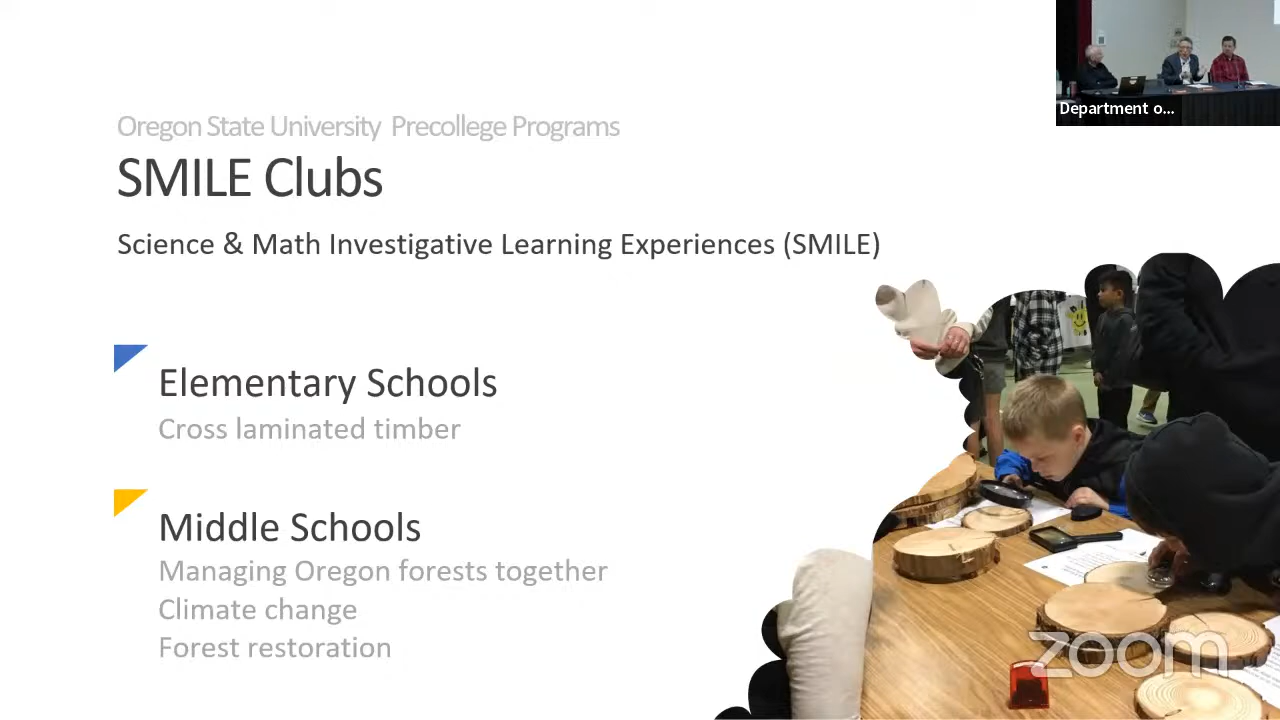 Department o...
Oregon State University Precollege Programs
SMILE Clubs
Science & Math Investigative Learning Experiences (SMILE)
Elementary Schools
Cross laminated timber
Middle Schools
Managing Oregon forests together
Climate change
Forest restoration
zoom